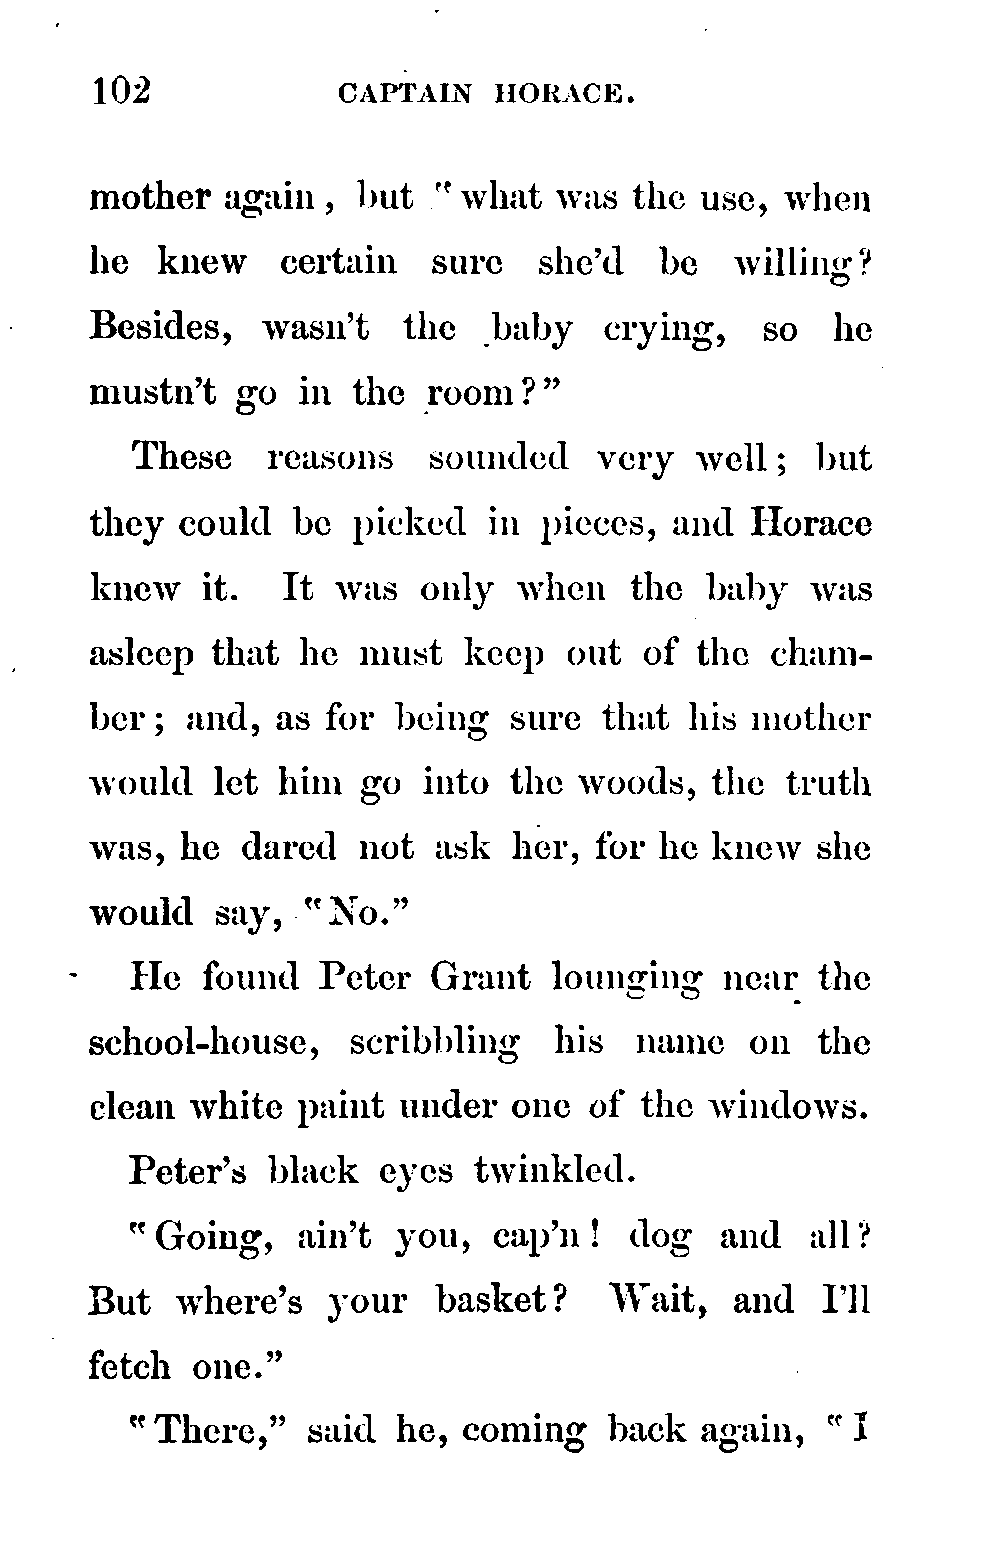 102 CAPTAIN HORACE.
mother again, but "what was the use, when
he knew certain sure she'd be willing?
Besides, wasn't the baby crying, so he
mustn't go in the room?"
These reasons sounded very well; but
they could be picked in pieces, and Horace
knew it. It was only when the baby was
asleep that he must keep out of the cham-
ber; and, as for being sure that his mother
would let him go into the woods, the truth
was, he dared not ask her, for he knew she
would say, "No."
He found Peter Grant lounging near the
school-house, scribbling his name on the
clean white paint under one of the windows.
Peter's black eyes twinkled.
"Going, ain't you, cap'n! dog and all?
But where's your basket? Wait, and I'll
fetch one."
"There," said he, coming back again, "I